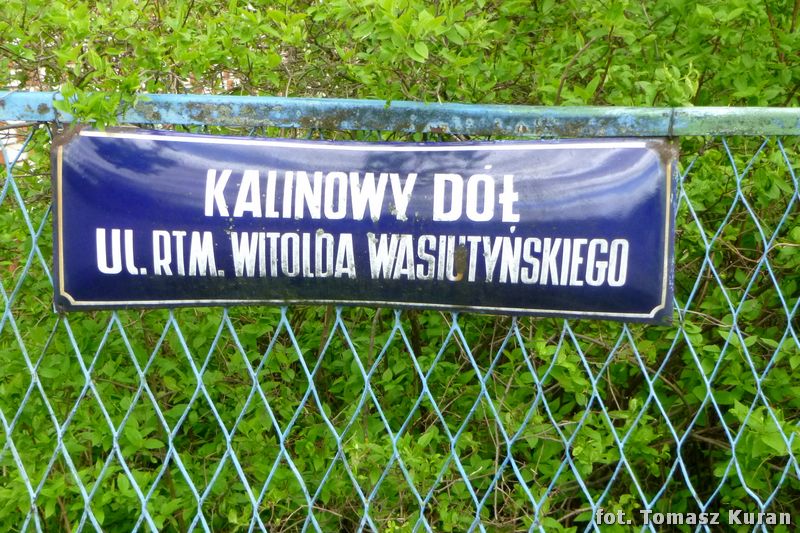 KALINOWY DÓŁ
UL. RTM. WITOLDA WASIUTYŃSKIEGO
fot. Tomasz Kuran